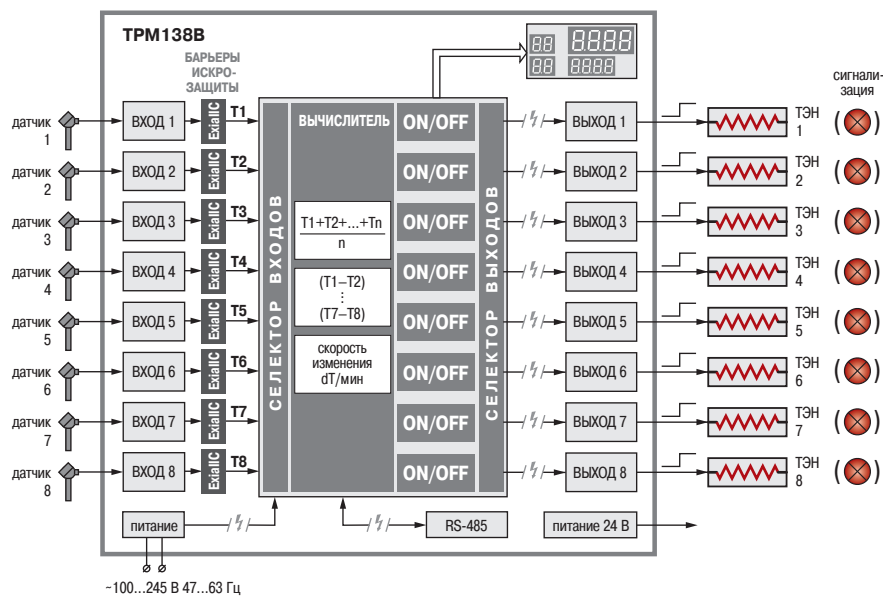 ТРМ138В
БАРЬЕРЫ
ИСКРО-
ЗАЩИТЫ
88 8.8.8.8
88 8888
сигнали-
зация
датчик
1
ВХОД 1
ExiaIIC
T1
ВЫЧИСЛИТЕЛЬ
ON/OFF
ВЫХОД 1
ТЭН
1
датчик
2
ВХОД 2
ExiaIIC
T2
ON/OFF
ВЫХОД 2
ТЭН
2
датчик
3
ВХОД 3
ExiaIIC
T3
T1+T2+...+Tn
n
ON/OFF
ВЫХОД 3
ТЭН
3
датчик
4
ВХОД 4
ExiaIIC
T4
ON/OFF
ВЫХОД 4
ТЭН
4
СЕЛЕКТОР ВХОДОВ
(T1–T2)
⋮
(T7–T8)
СЕЛЕКТОР ВЫХОДОВ
датчик
5
ВХОД 5
ExiaIIC
T5
ON/OFF
ВЫХОД 5
ТЭН
5
датчик
6
ВХОД 6
ExiaIIC
T6
скорость
изменения
dT/мин
ON/OFF
ВЫХОД 6
ТЭН
6
датчик
7
ВХОД 7
ExiaIIC
T7
ON/OFF
ВЫХОД 7
ТЭН
7
датчик
8
ВХОД 8
ExiaIIC
T8
ON/OFF
ВЫХОД 8
ТЭН
8
питание
RS-485
питание 24 В
~100...245 В 47...63 Гц